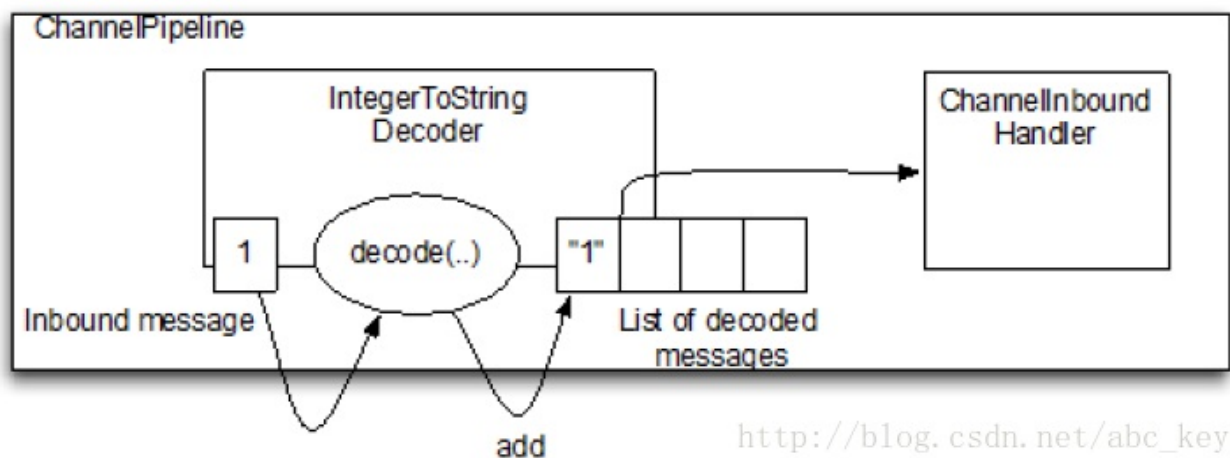 ChannelPipeline
IntegerToString
Decoder
ChannelInbound
Handler
1
decode(..)
"1"
Inbound message
List of decoded
messages
add
http://blog.csdn.net/abc_key